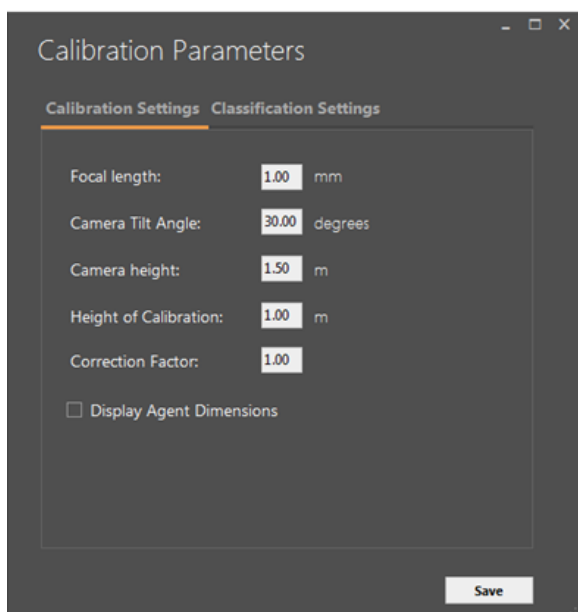 Calibration Parameters
Calibration Settings Classification Settings
Focal length: 1.00 mm
Camera Tilt Angle: 30.00 degrees
Camera height: 1.50 m
Height of Calibration: 1.00 m
Correction Factor: 1.00
Display Agent Dimensions
Save